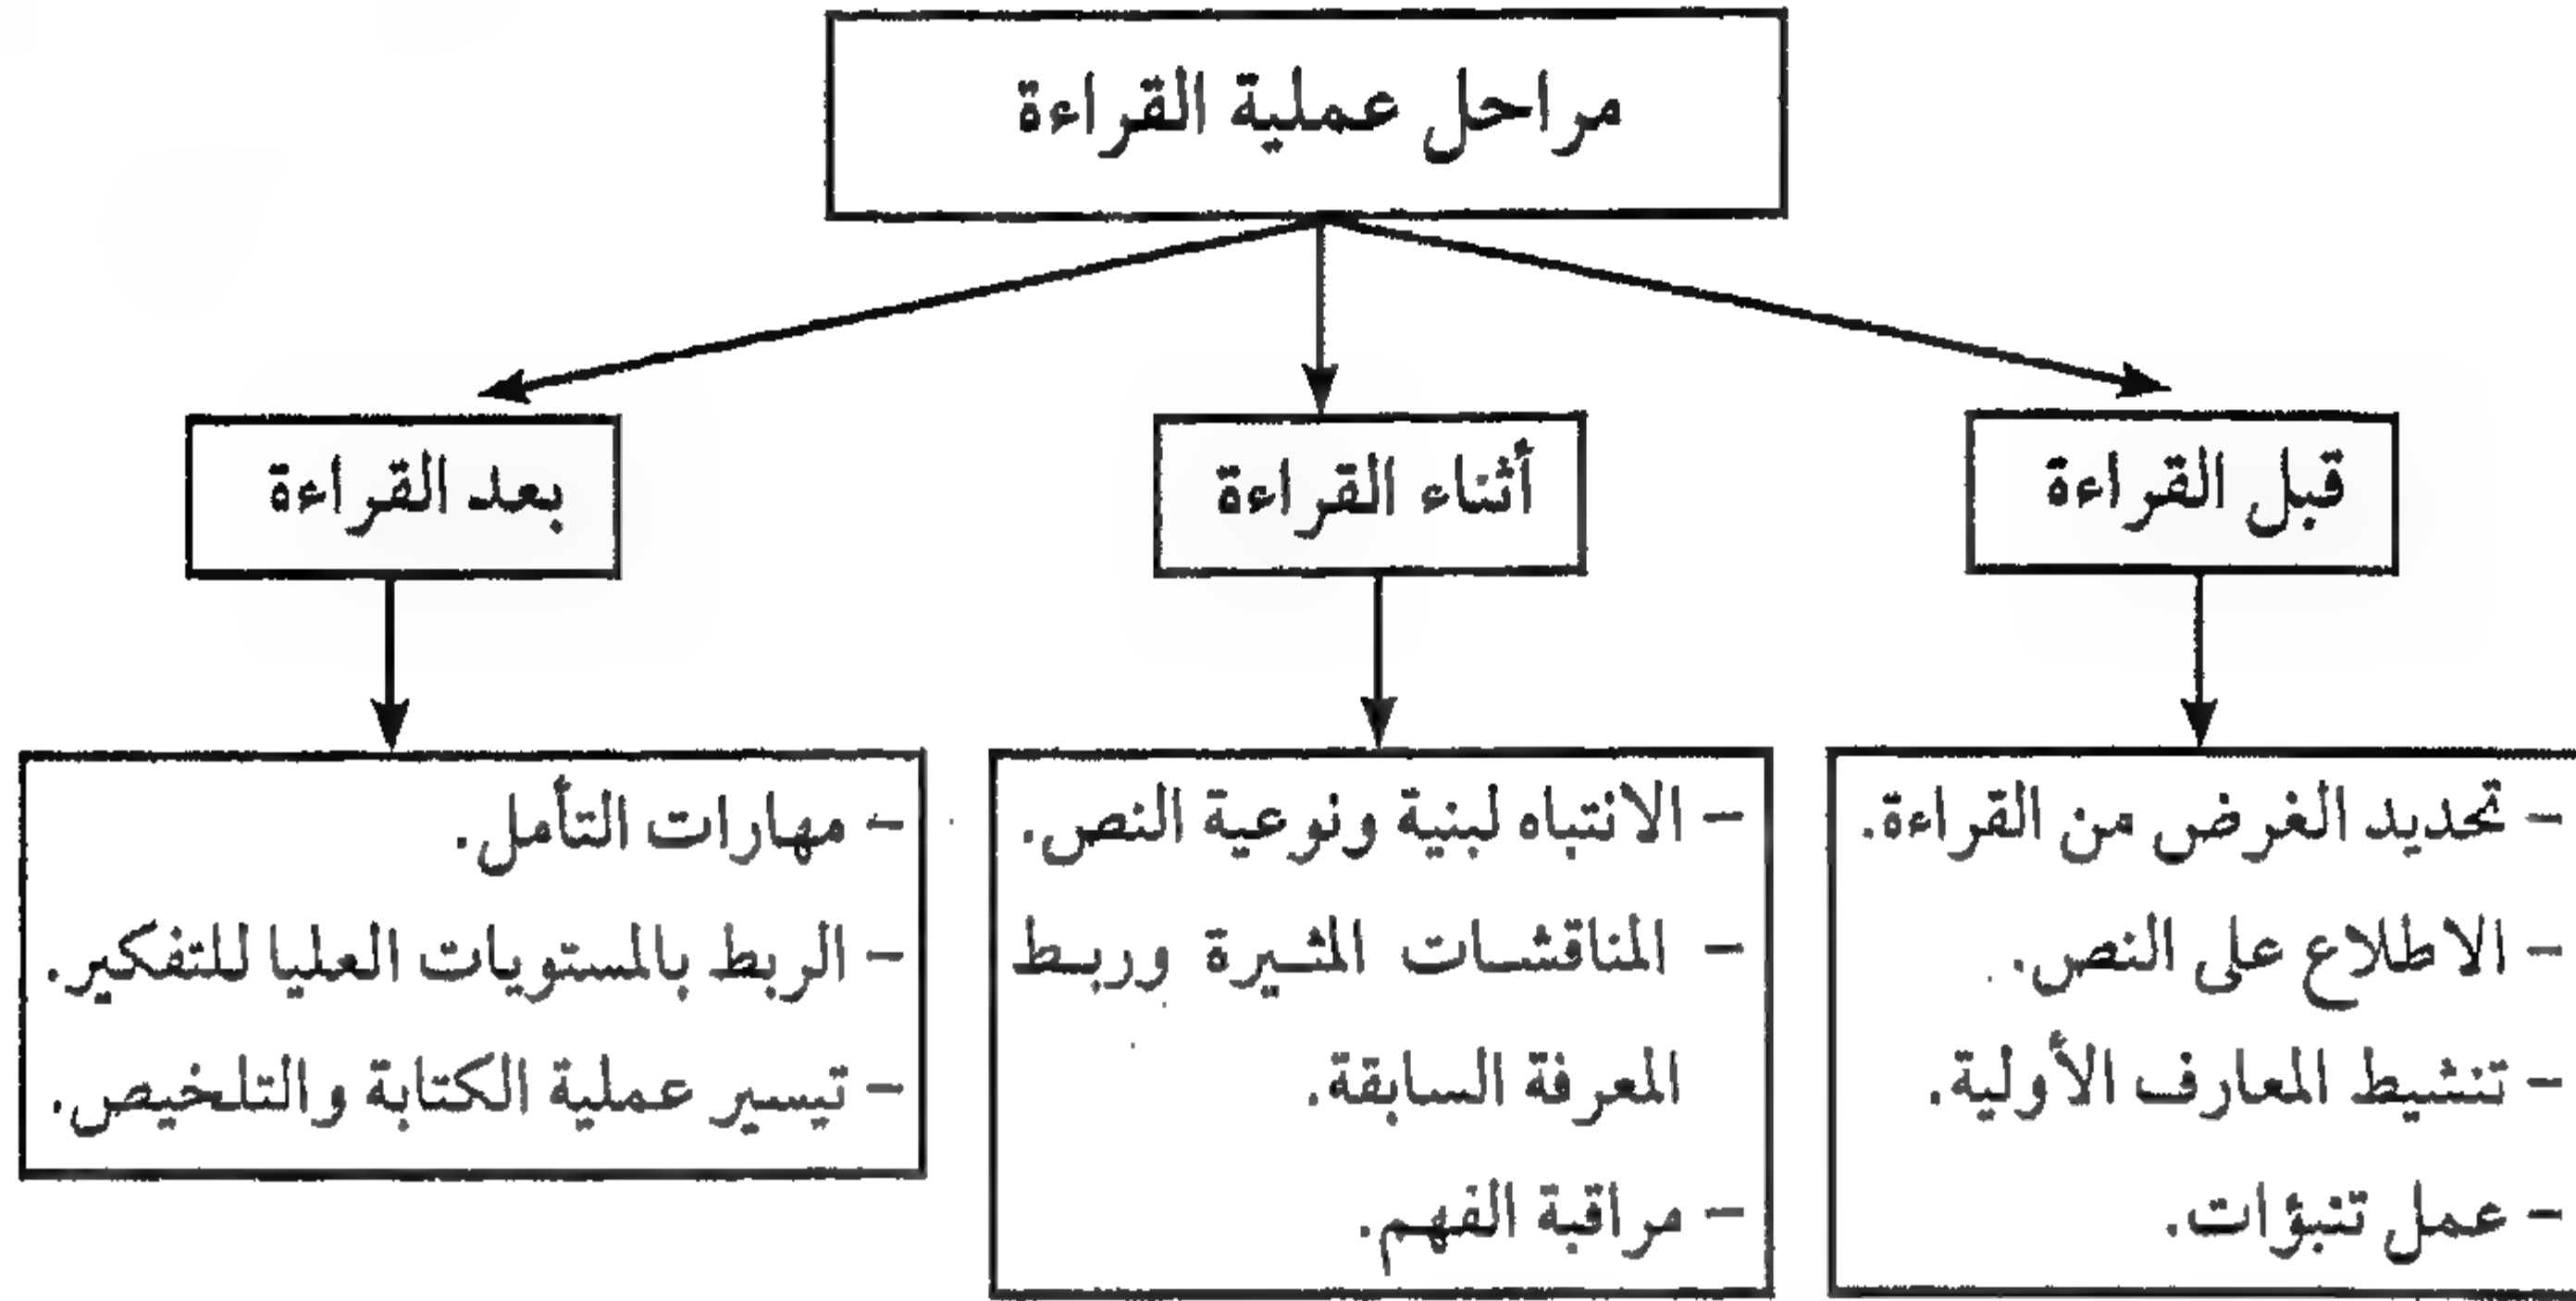 مراحل عملية القراءة
قبل القراءة
أثناء القراءة
بعد القراءة
- تحديد الغرض من القراءة.
- الاطلاع على النص.
- تنشيط المعارف الأولية.
- عمل تنبؤات.
- الانتباه لبنية ونوعية النص.
- المناقشات المثيرة وربط
المعرفة السابقة.
- مراقبة الفهم.
- مهارات التأمل.
- الربط بالمستويات العليا للتفكير.
- تيسير عملية الكتابة والتلخيص.